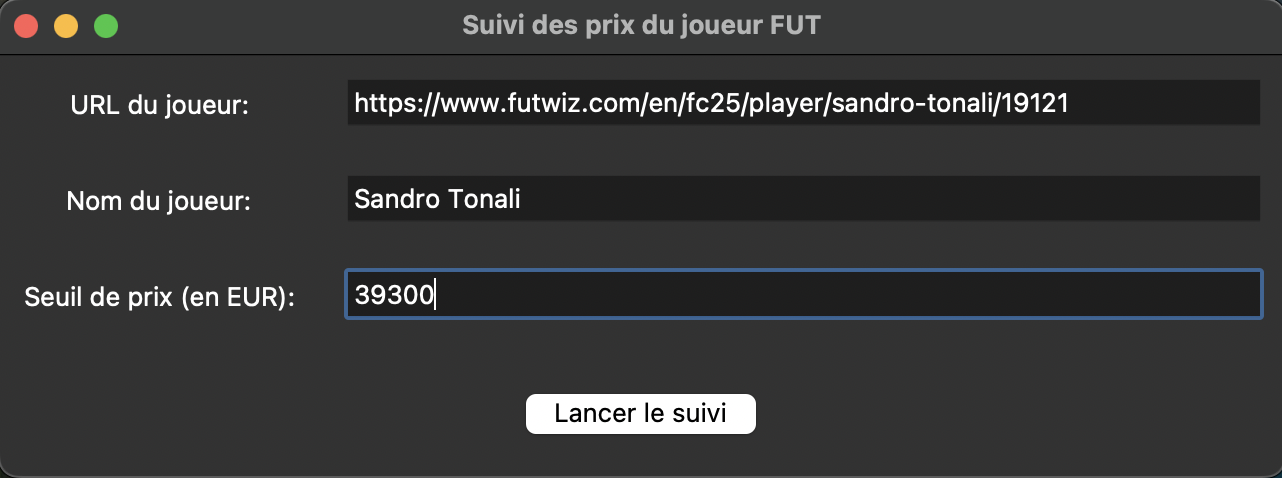 Suivi des prix du joueur FUT
URL du joueur: https://www.futwiz.com/en/fc25/player/sandro-tonali/19121
Nom du joueur: Sandro Tonali
Seuil de prix (en EUR): 39300
Lancer le suivi